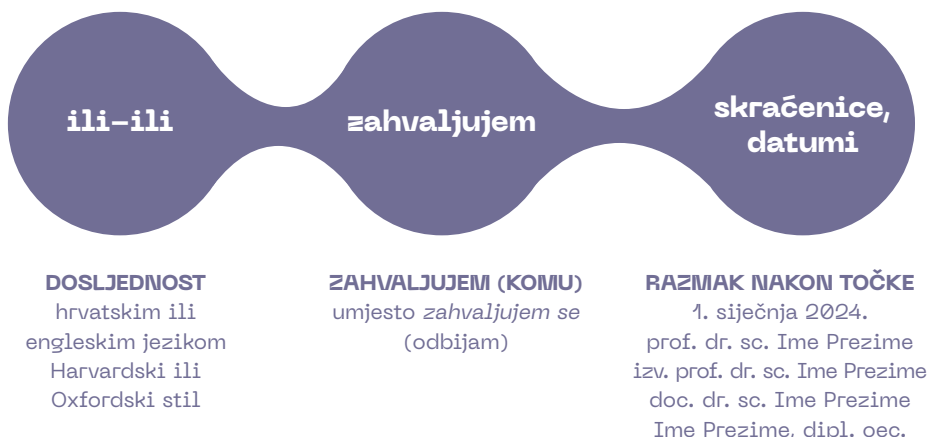 ili–ili
zahvaljujem
skraćenice,
datumi
DOSLJEDNOST
hrvatskim ili
engleskim jezikom
Harvardski ili
Oxfordski stil
ZAHVALJUJEM (KOMU)
umjesto zahvaljujem se
(odbijam)
RAZMAK NAKON TOČKE
1. siječnja 2024.
prof. dr. sc. Ime Prezime
izv. prof. dr. sc. Ime Prezime
doc. dr. sc. Ime Prezime
Ime Prezime, dipl. oec.